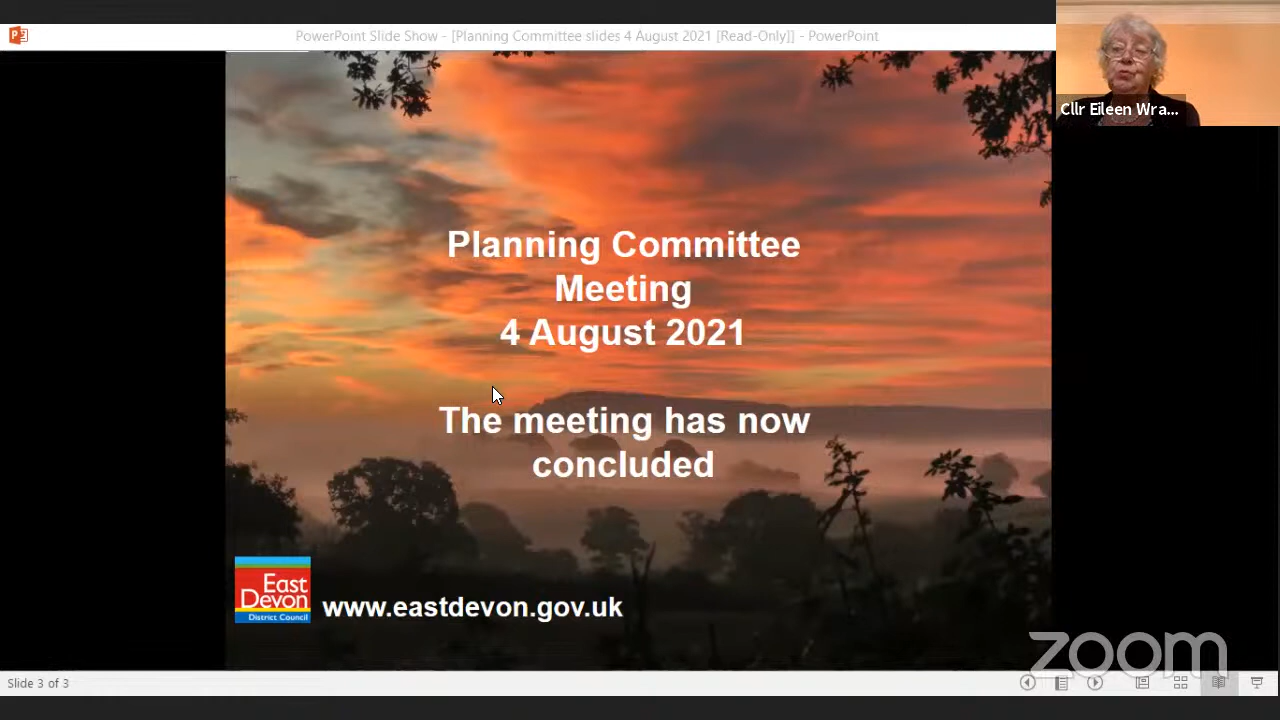 PowerPoint Slide Show - [Planning Committee slides 4 August 2021 [Read-Only]] - PowerPoint
Cllr Eileen Wra...
Planning Committee
Meeting
4 August 2021
The meeting has now
concluded
East
Devon
District Council
www.eastdevon.gov.uk
zoom
Slide 3 of 3